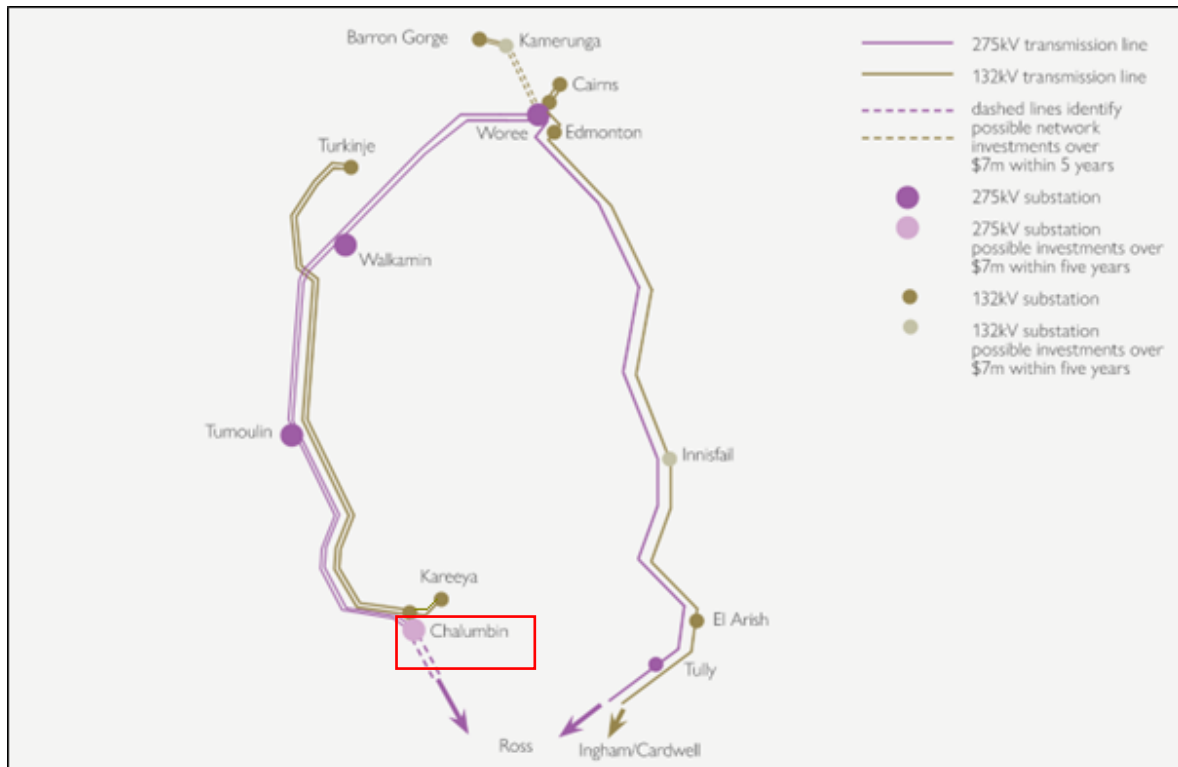 Barron Gorge
Kamerunga
Cairns
Woree
Edmonton
Turkinje
Walkamin
Tumoulin
Innisfail
Kareeya
Chalumbin
El Arish
Tully
Ross
Ingham/Cardwell
275kV transmission line
132kV transmission line
dashed lines identify
possible network
investments over
$7m within 5 years
275kV substation
275kV substation
possible investments over
$7m within five years
132kV substation
132kV substation
possible investments over
$7m within five years